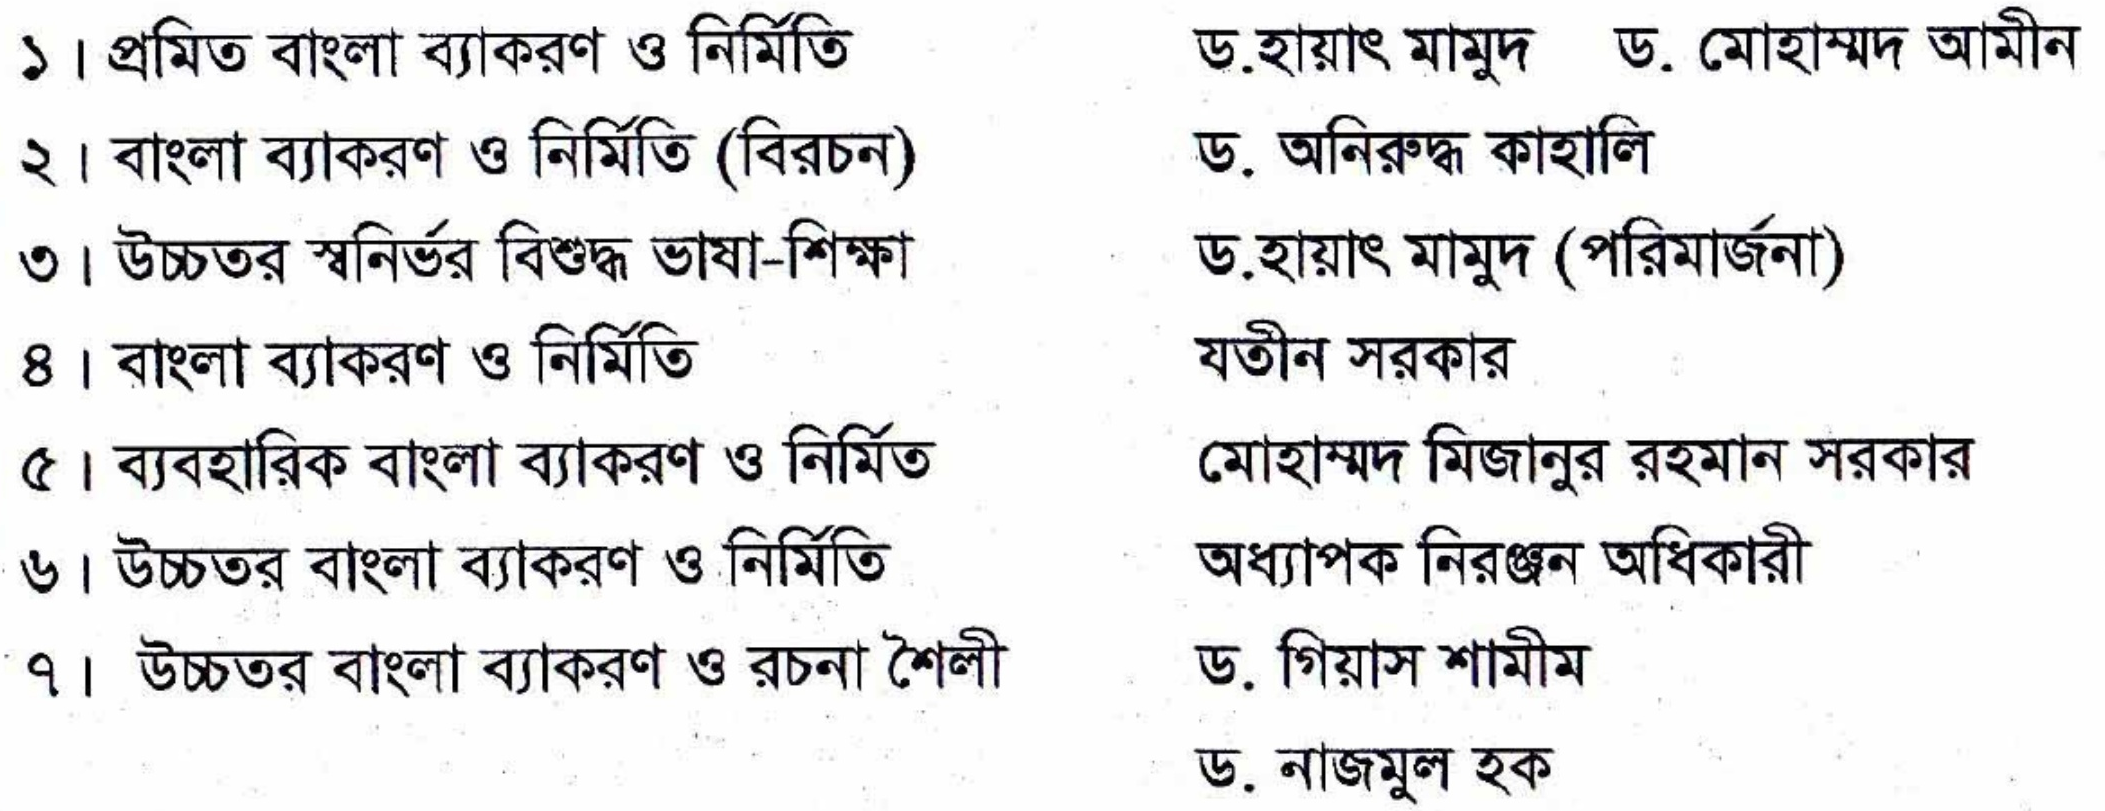 ১। প্রমিত বাংলা ব্যাকরণ ও নির্মিতি ড.হায়াৎ মামুদ ড. মোহাম্মদ আমীন
২। বাংলা ব্যাকরণ ও নির্মিতি (বিরচন) ড. অনিরুদ্ধ কাহালি
৩। উচ্চতর স্বনির্ভর বিশুদ্ধ ভাষা-শিক্ষা ড.হায়াৎ মামুদ (পরিমার্জনা)
৪। বাংলা ব্যাকরণ ও নির্মিতি যতীন সরকার
৫। ব্যবহারিক বাংলা ব্যাকরণ ও নির্মিত মোহাম্মদ মিজানুর রহমান সরকার
৬। উচ্চতর বাংলা ব্যাকরণ ও নির্মিতি অধ্যাপক নিরঞ্জন অধিকারী
৭। উচ্চতর বাংলা ব্যাকরণ ও রচনা শৈলী ড. গিয়াস শামীম
ড. নাজমুল হক